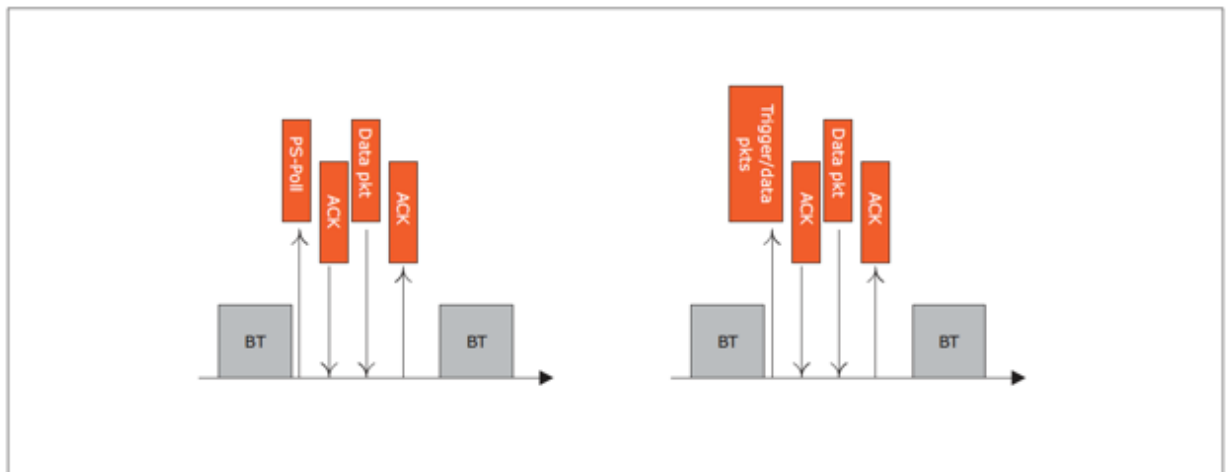 PS-Poll
ACK
Data pkt
ACK
BT
BT
Trigger/data
pkts
ACK
Data pkt
ACK
BT
BT